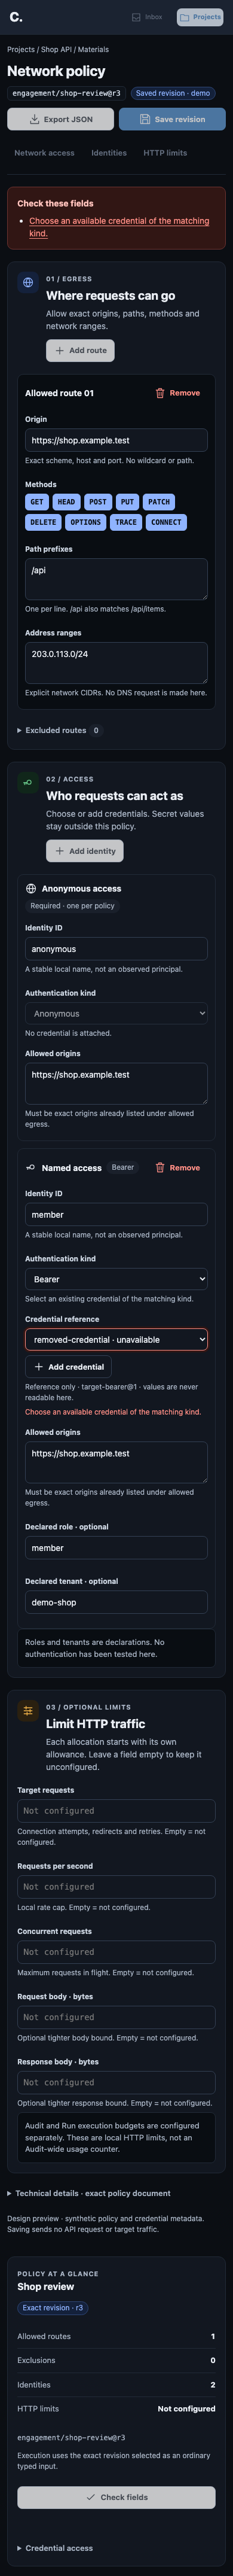 C.
Inbox
Projects
Projects / Shop API / Materials
Network policy
engagement/shop-review@r3
Saved revision · demo
Export JSON
Save revision
Network access
Identities
HTTP limits
Check these fields
• Choose an available credential of the matching
kind.
01 / EGRESS
Where requests can go
Allow exact origins, paths, methods and
network ranges.
Add route
Allowed route 01
Remove
Origin
https://shop.example.test
Exact scheme, host and port. No wildcard or path.
Methods
GET HEAD POST PUT PATCH
DELETE OPTIONS TRACE CONNECT
Path prefixes
/api
One per line. /api also matches /api/items.
Address ranges
203.0.113.0/24
Explicit network CIDRs. No DNS request is made here.
Excluded routes 0
02 / ACCESS
Who requests can act as
Choose or add credentials. Secret values
stay outside this policy.
Add identity
Anonymous access
Required · one per policy
Identity ID
anonymous
A stable local name, not an observed principal.
Authentication kind
Anonymous
No credential is attached.
Allowed origins
https://shop.example.test
Must be exact origins already listed under allowed
egress.
Named access
Bearer
Remove
Identity ID
member
A stable local name, not an observed principal.
Authentication kind
Bearer
Select an existing credential of the matching kind.
Credential reference
removed-credential · unavailable
Add credential
Reference only · target-bearer@1 · values are never
readable here.
Choose an available credential of the matching kind.
Allowed origins
https://shop.example.test
Must be exact origins already listed under allowed
egress.
Declared role · optional
member
Declared tenant · optional
demo-shop
Roles and tenants are declarations. No
authentication has been tested here.
03 / OPTIONAL LIMITS
Limit HTTP traffic
Each allocation starts with its own
allowance. Leave a field empty to keep it
unconfigured.
Target requests
Not configured
Connection attempts, redirects and retries. Empty = not
configured.
Requests per second
Not configured
Local rate cap. Empty = not configured.
Concurrent requests
Not configured
Maximum requests in flight. Empty = not configured.
Request body · bytes
Not configured
Optional tighter body bound. Empty = not configured.
Response body · bytes
Not configured
Optional tighter response bound. Empty = not configured.
Audit and Run execution budgets are configured
separately. These are local HTTP limits, not an
Audit-wide usage counter.
Technical details · exact policy document
Design preview · synthetic policy and credential metadata.
Saving sends no API request or target traffic.
POLICY AT A GLANCE
Shop review
Exact revision · r3
Allowed routes 1
Exclusions 0
Identities 2
HTTP limits Not configured
engagement/shop-review@r3
Execution uses the exact revision selected as an ordinary
typed input.
Check fields
Credential access